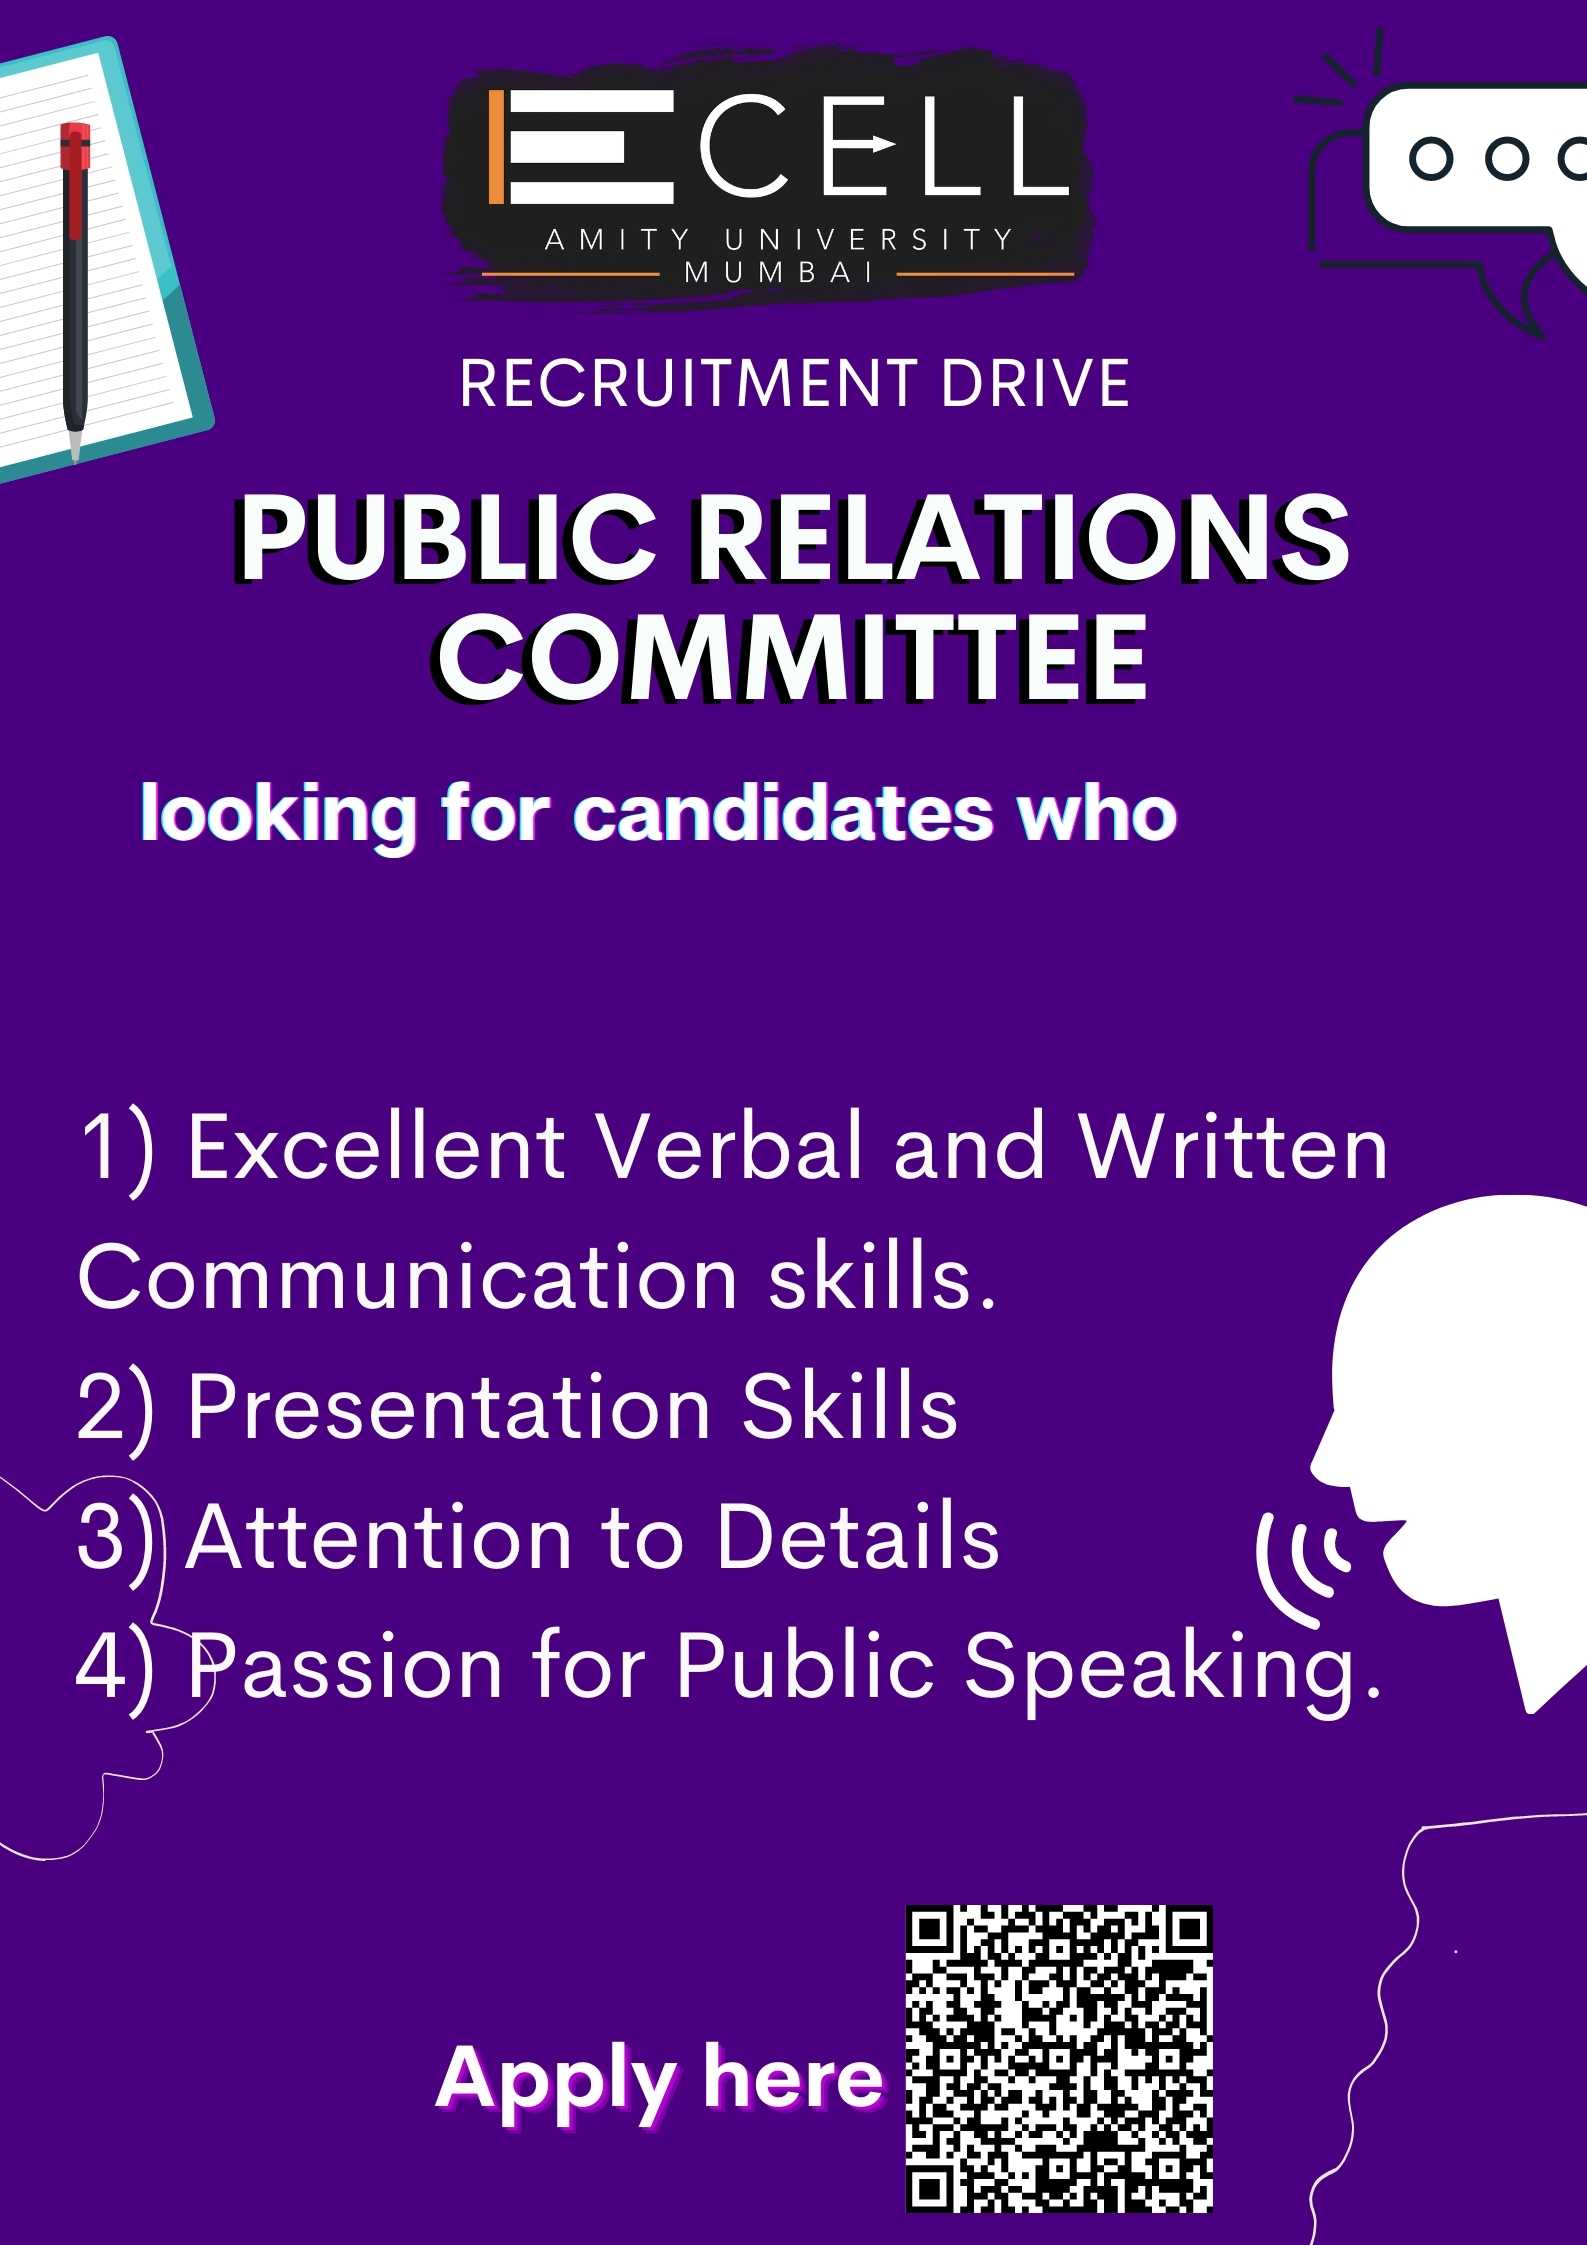 ECELL
AMITY UNIVERSITY
MUMBAI
RECRUITMENT DRIVE
PUBLIC RELATIONS
COMMITTEE
looking for candidates who
1) Excellent Verbal and Written
Communication skills.
2) Presentation Skills
3) Attention to Details
4) Passion for Public Speaking.
Apply here